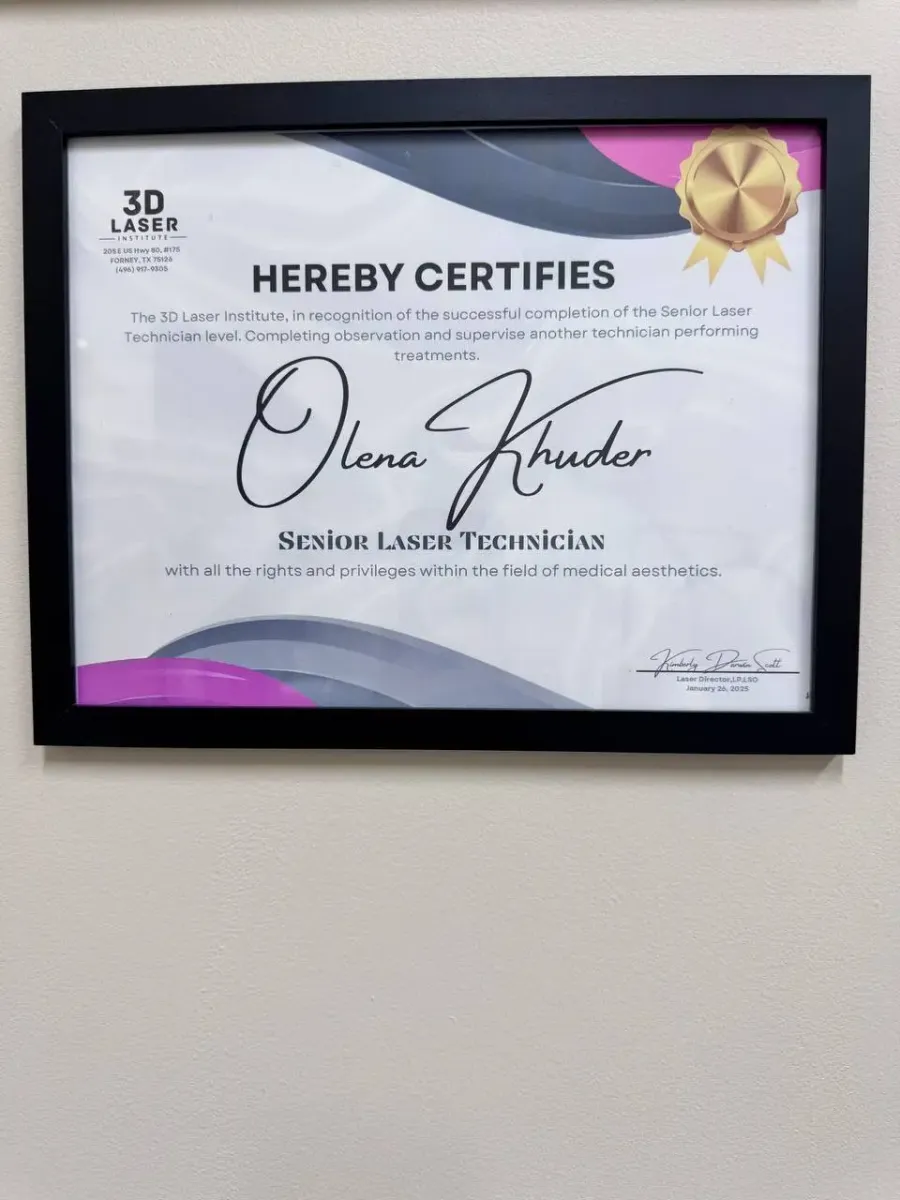 3D
LASER
INSTITUTE
205 E US Hwy 80, #175
FORNEY, TX 75126
(496) 917-9305
HEREBY CERTIFIES
The 3D Laser Institute, in recognition of the successful completion of the Senior Laser
Technician level. Completing observation and supervise another technician performing
treatments.
Olena Khuder
Senior Laser Technician
with all the rights and privileges within the field of medical aesthetics.
Kimberly Scott
Laser Director,LP,LSO
January 26, 2025